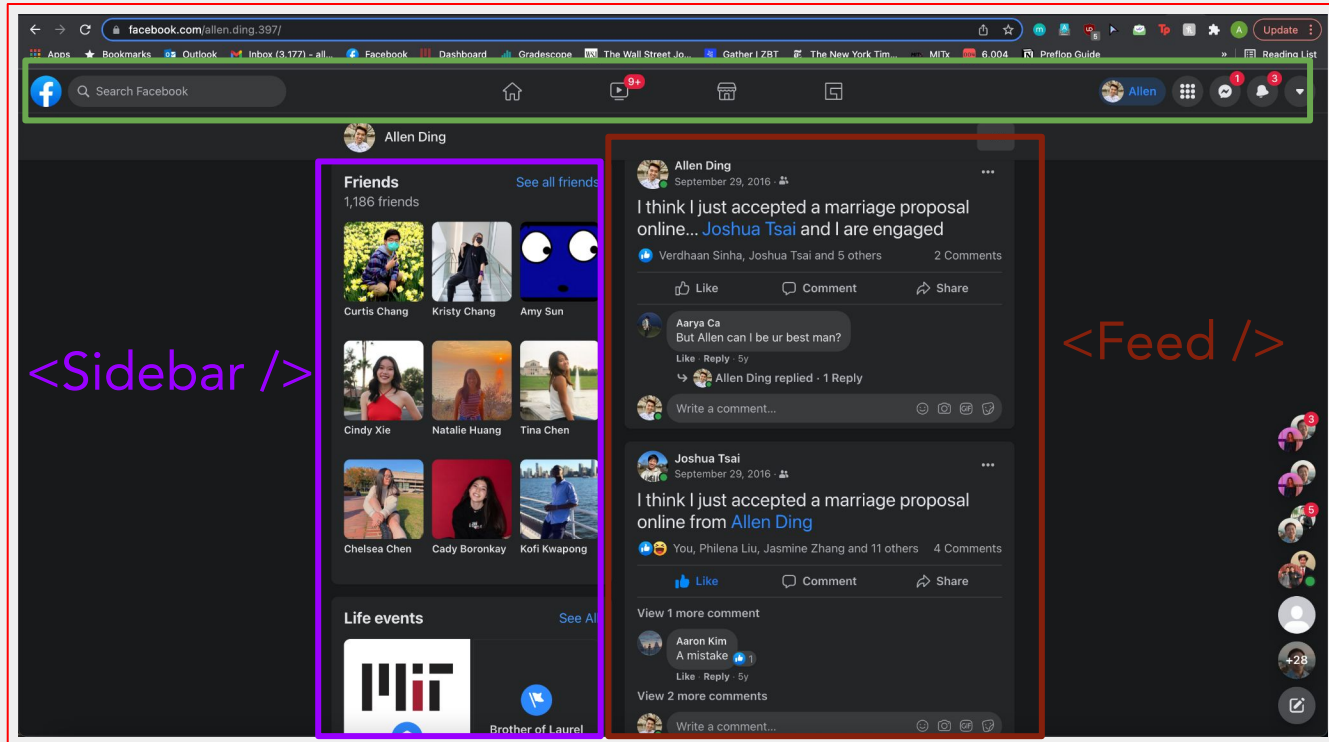 facebook.com/allen.ding.397/
Update
Apps Bookmarks Outlook Inbox (3,177) – all... Facebook Dashboard Gradescope The Wall Street Jo... Gather | ZBT The New York Tim... MITx 6.004 Preflop Guide » Reading List
Search Facebook
9+
Allen
1
3
Allen Ding
Friends
See all friends
1,186 friends
Curtis Chang
Kristy Chang
Amy Sun
Cindy Xie
Natalie Huang
Tina Chen
Chelsea Chen
Cady Boronkay
Kofi Kwapong
Life events
See All
MIT
Brother of Laurel
<Sidebar />
Allen Ding
September 29, 2016 ·
I think I just accepted a marriage proposal
online... Joshua Tsai and I are engaged
Verdhaan Sinha, Joshua Tsai and 5 others
2 Comments
Like
Comment
Share
Aarya Ca
But Allen can I be ur best man?
Like · Reply · 5y
Allen Ding replied · 1 Reply
Write a comment...
GIF
Joshua Tsai
September 29, 2016 ·
I think I just accepted a marriage proposal
online from Allen Ding
You, Philena Liu, Jasmine Zhang and 11 others
4 Comments
Like
Comment
Share
View 1 more comment
Aaron Kim
A mistake
1
Like · Reply · 5y
View 2 more comments
Write a comment...
GIF
<Feed />
3
5
+28